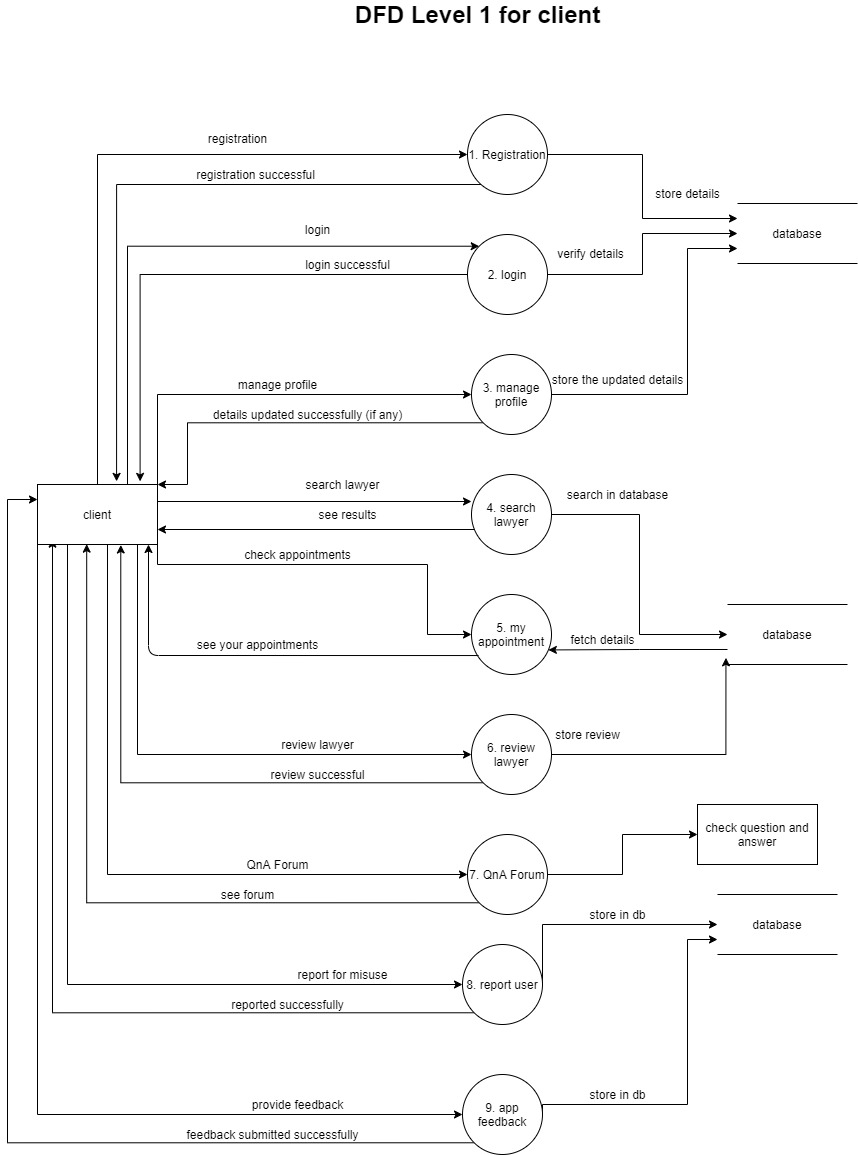 DFD Level 1 for client
registration
1. Registration
registration successful
store details
database
login
verify details
login successful
2. login
manage profile
3. manage
profile
store the updated details
details updated successfully (if any)
search lawyer
search in database
client
see results
4. search
lawyer
check appointments
5. my
appointment
fetch details
database
see your appointments
review lawyer
6. review
lawyer
store review
review successful
check question and
answer
QnA Forum
7. QnA Forum
see forum
store in db
database
report for misuse
8. report user
reported successfully
store in db
provide feedback
9. app
feedback
feedback submitted successfully